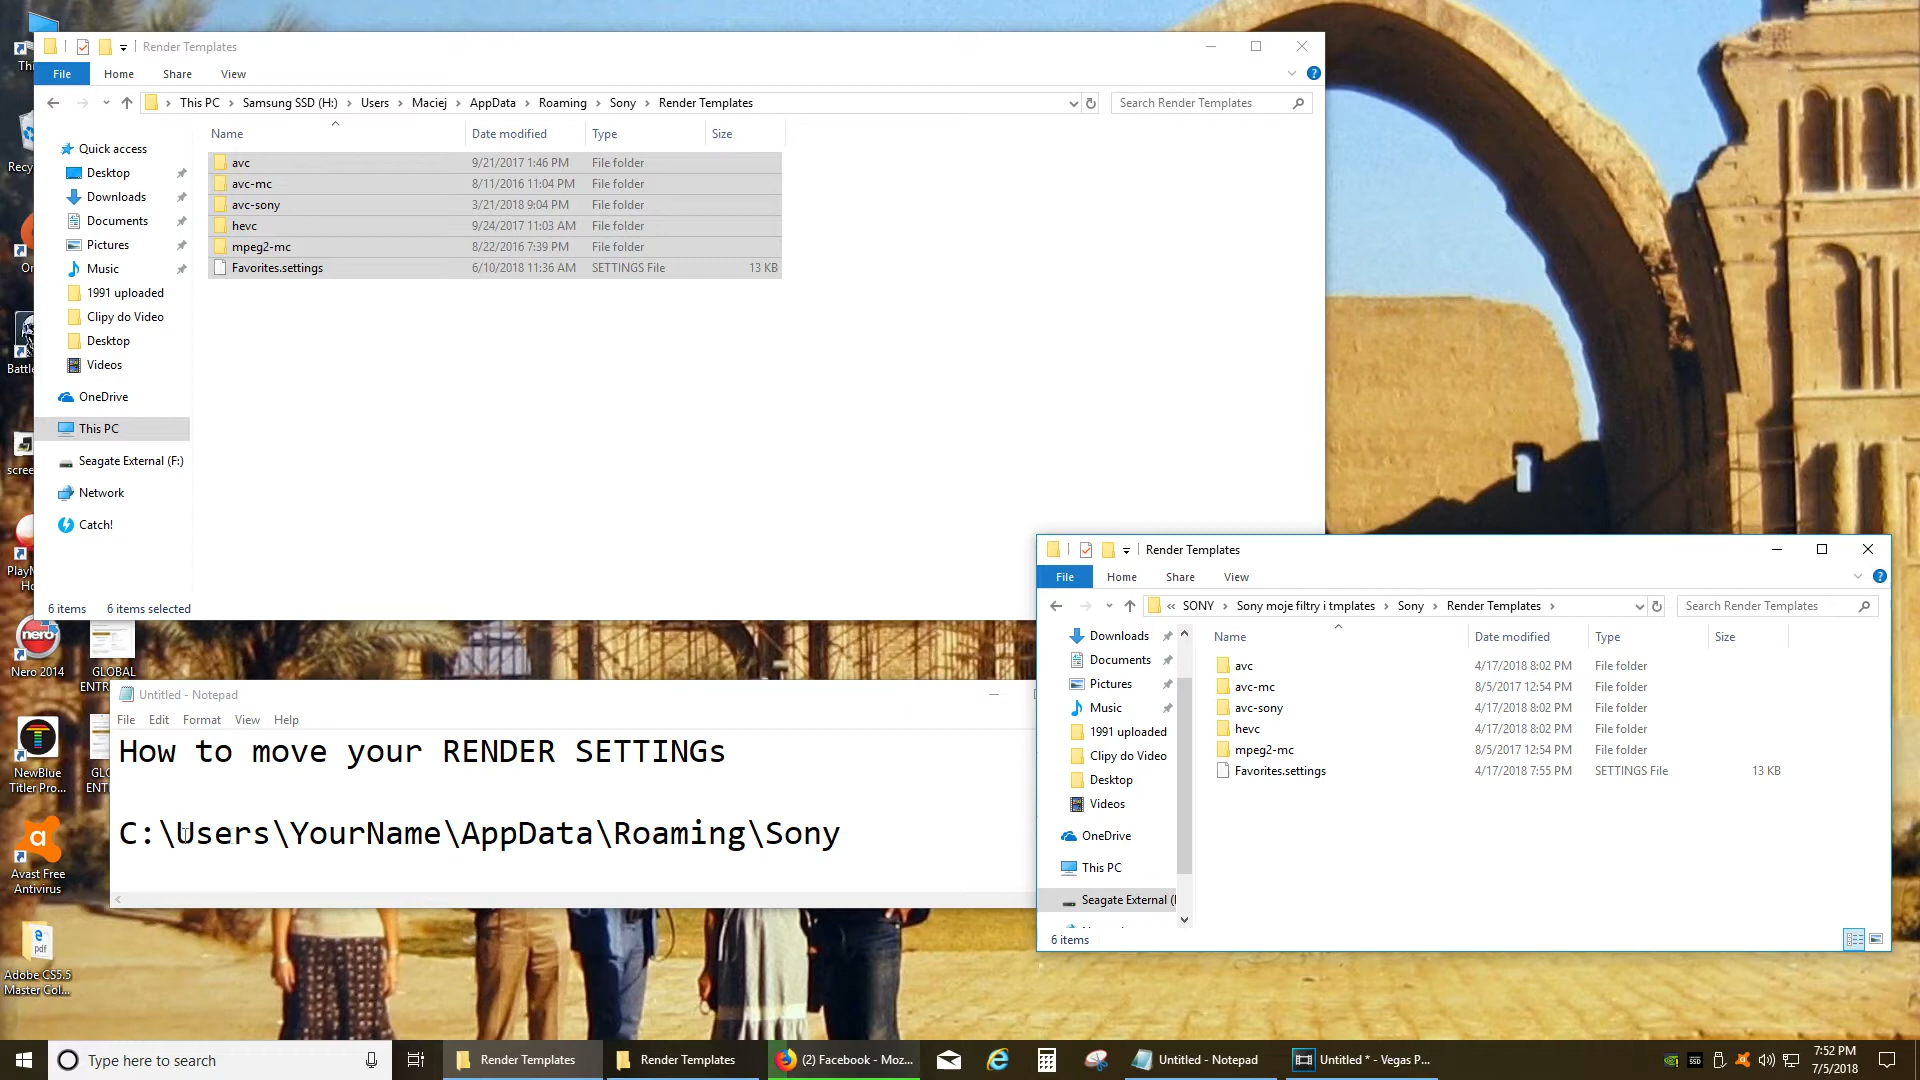 Render Templates
File Home Share View
This PC Samsung SSD (H:) Users Maciej AppData Roaming Sony Render Templates
Search Render Templates
Name Date modified Type Size
avc 9/21/2017 1:46 PM File folder
avc-mc 8/11/2016 11:04 PM File folder
avc-sony 3/21/2018 9:04 PM File folder
hevc 9/24/2017 11:03 AM File folder
mpeg2-mc 8/22/2016 7:39 PM File folder
Favorites.settings 6/10/2018 11:36 AM SETTINGS File 13 KB
Quick access
Desktop
Downloads
Documents
Pictures
Music
1991 uploaded
Clipy do Video
Desktop
Videos
OneDrive
This PC
Seagate External (F:)
Network
Catch!
6 items 6 items selected
Render Templates
File Home Share View
« SONY Sony moje filtry i tmplates Sony Render Templates
Search Render Templates
Name Date modified Type Size
avc 4/17/2018 8:02 PM File folder
avc-mc 8/5/2017 12:54 PM File folder
avc-sony 4/17/2018 8:02 PM File folder
hevc 4/17/2018 8:02 PM File folder
mpeg2-mc 8/5/2017 12:54 PM File folder
Favorites.settings 4/17/2018 7:55 PM SETTINGS File 13 KB
Downloads
Documents
Pictures
Music
1991 uploaded
Clipy do Video
Desktop
Videos
OneDrive
This PC
Seagate External (
6 items
Untitled - Notepad
File Edit Format View Help
How to move your RENDER SETTINGs
C:\Users\YourName\AppData\Roaming\Sony
Thi
Recy
Or
Battle
scree
PlayM
Ho
nero
Nero 2014
GLOBAL
ENTR
NewBlue
Titler Pro...
GLO
ENT
Avast Free
Antivirus
pdf
Adobe CS5.5
Master Col...
Type here to search
Render Templates
Render Templates
(2) Facebook - Moz...
Untitled - Notepad
Untitled * - Vegas P...
SSD
7:52 PM
7/5/2018